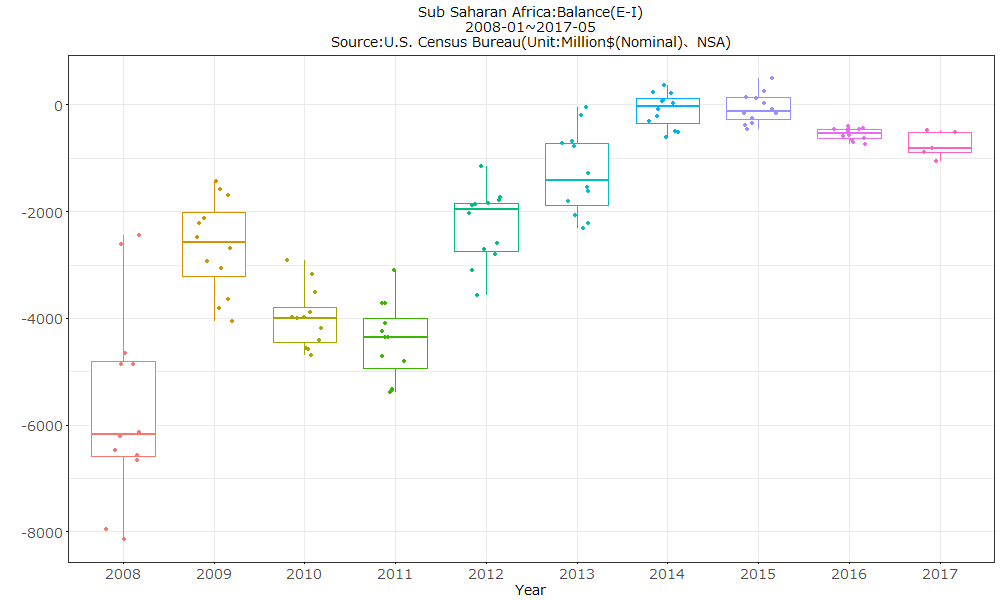 Sub Saharan Africa:Balance(E-I)
2008-01~2017-05
Source:U.S. Census Bureau(Unit:Million$(Nominal)、NSA)
0
-2000
-4000
-6000
-8000
2008 2009 2010 2011 2012 2013 2014 2015 2016 2017
Year